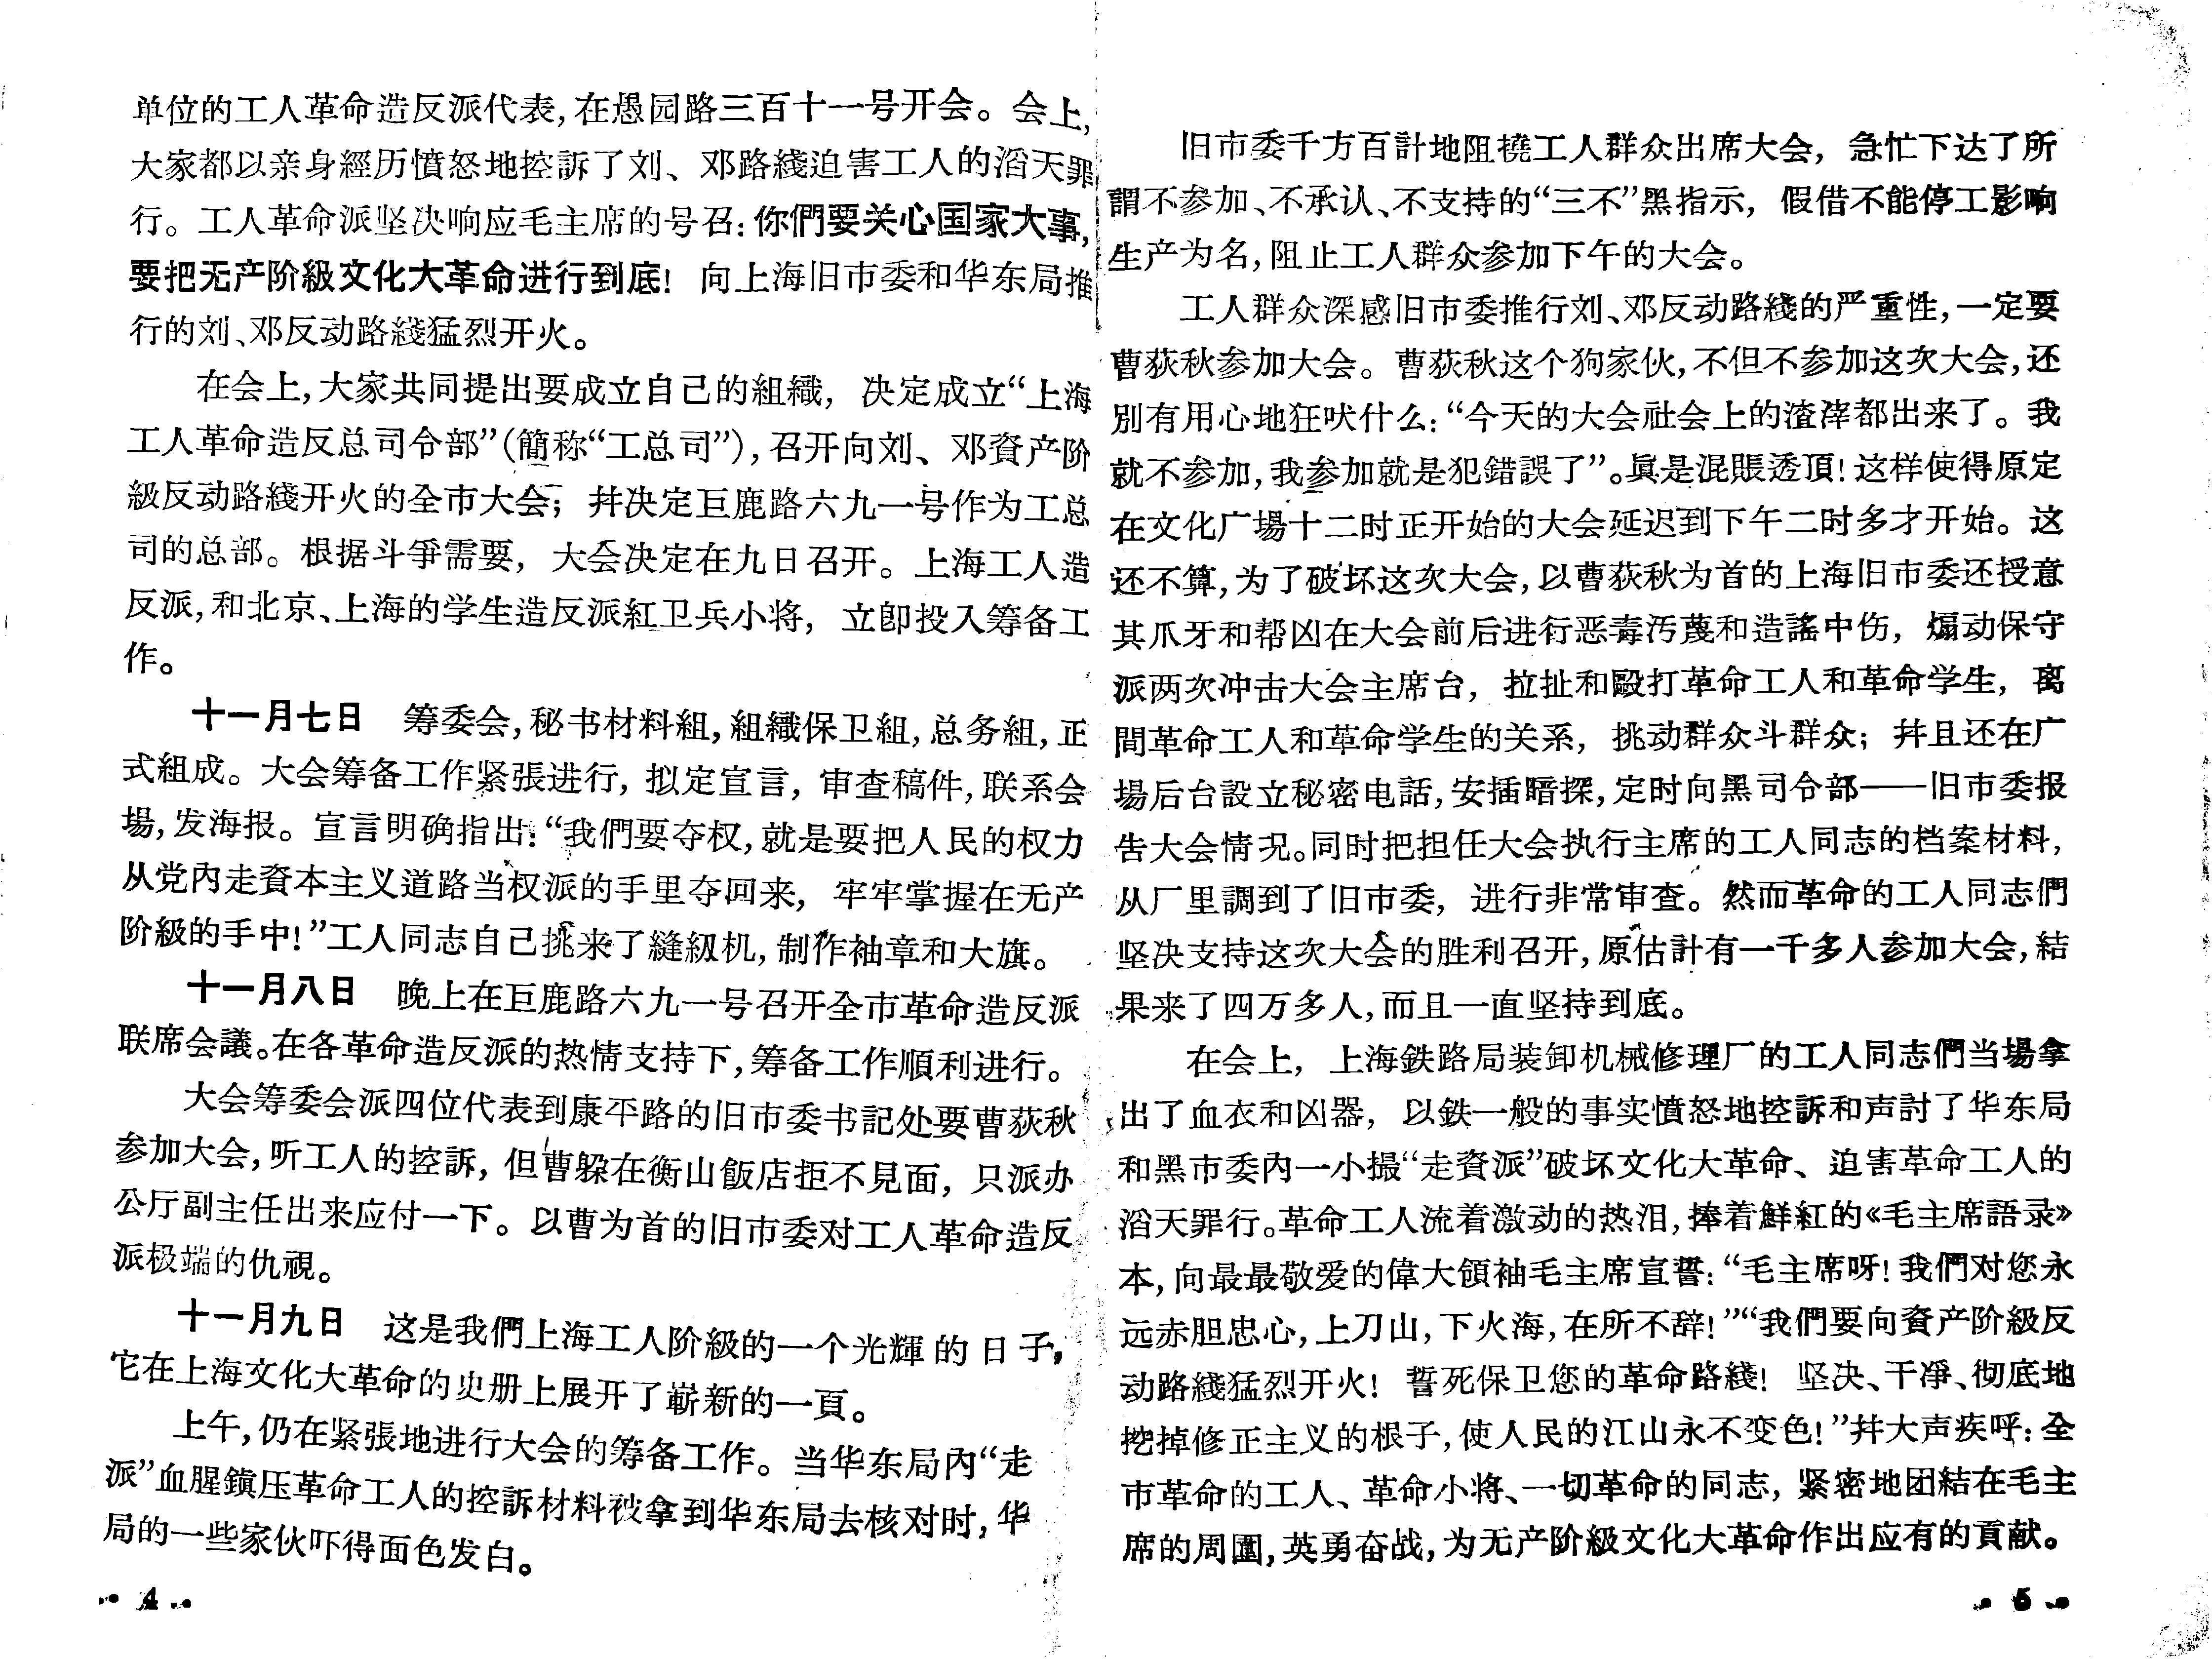 单位的工人革命造反派代表,在愚园路三百十一号开会。会上,
大家都以亲身經历憤怒地控訴了刘、邓路綫迫害工人的滔天罪
行。工人革命派坚决响应毛主席的号召:你們要关心国家大事,
要把无产阶級文化大革命进行到底!向上海旧市委和华东局推
行的刘、邓反动路綫猛烈开火。
在会上,大家共同提出要成立自己的組織,决定成立“上海
工人革命造反总司令部”(簡称“工总司”),召开向刘、邓資产阶
級反动路綫开火的全市大会;幷决定巨鹿路六九一号作为工总
司的总部。根据斗爭需要,大会决定在九日召开。上海工人造
反派,和北京、上海的学生造反派紅卫兵小将,立卽投入筹备工
作。
十一月七日 筹委会,秘书材料組,組織保卫組,总务組,正
式組成。大会筹备工作紧張进行,拟定宣言,审查稿件,联系会
場,发海报。宣言明确指出:“我們要夺权,就是要把人民的权力
从党內走資本主义道路当权派的手里夺回来,牢牢掌握在无产
阶級的手中!”工人同志自己挑来了縫紉机,制作袖章和大旗。
十一月八日 晚上在巨鹿路六九一号召开全市革命造反派
联席会議。在各革命造反派的热情支持下,筹备工作順利进行。
大会筹委会派四位代表到康平路的旧市委书記处要曹荻秋
参加大会,听工人的控訴,但曹躲在衡山飯店拒不見面,只派办
公厅副主任出来应付一下。以曹为首的旧市委对工人革命造反
派极端的仇視。
十一月九日 这是我們上海工人阶級的一个光輝的日子,
它在上海文化大革命的史册上展开了嶄新的一頁。
上午,仍在紧張地进行大会的筹备工作。当华东局內“走
派”血腥鎮压革命工人的控訴材料被拿到华东局去核对时,华
局的一些家伙吓得面色发白。
· 4 ·
旧市委千方百計地阻撓工人群众出席大会,急忙下达了所
謂不参加、不承认、不支持的“三不”黑指示,假借不能停工影响
生产为名,阻止工人群众参加下午的大会。
工人群众深感旧市委推行刘、邓反动路綫的严重性,一定要
曹荻秋参加大会。曹荻秋这个狗家伙,不但不参加这次大会,还
別有用心地狂吠什么:“今天的大会社会上的渣滓都出来了。我
就不参加,我参加就是犯錯誤了”。眞是混賬透頂!这样使得原定
在文化广場十二时正开始的大会延迟到下午二时多才开始。这
还不算,为了破坏这次大会,以曹荻秋为首的上海旧市委还授意
其爪牙和帮凶在大会前后进行恶毒污蔑和造謠中伤,煽动保守
派两次冲击大会主席台,拉扯和毆打革命工人和革命学生,离
間革命工人和革命学生的关系,挑动群众斗群众;幷且还在广
場后台設立秘密电話,安插暗探,定时向黑司令部——旧市委报
告大会情况。同时把担任大会执行主席的工人同志的档案材料,
从厂里調到了旧市委,进行非常审查。然而革命的工人同志們
坚决支持这次大会的胜利召开,原估計有一千多人参加大会,結
果来了四万多人,而且一直坚持到底。
在会上,上海鉄路局装卸机械修理厂的工人同志們当場拿
出了血衣和凶器,以鉄一般的事实憤怒地控訴和声討了华东局
和黑市委內一小撮“走資派”破坏文化大革命、迫害革命工人的
滔天罪行。革命工人流着激动的热泪,捧着鮮紅的《毛主席語录》
本,向最最敬爱的偉大領袖毛主席宣誓:“毛主席呀!我們对您永
远赤胆忠心,上刀山,下火海,在所不辞!”“我們要向資产阶級反
动路綫猛烈开火!誓死保卫您的革命路綫!坚决、干淨、彻底地
挖掉修正主义的根子,使人民的江山永不变色!”幷大声疾呼:全
市革命的工人、革命小将、一切革命的同志,紧密地团結在毛主
席的周圍,英勇奋战,为无产阶級文化大革命作出应有的貢献。
· 5 ·